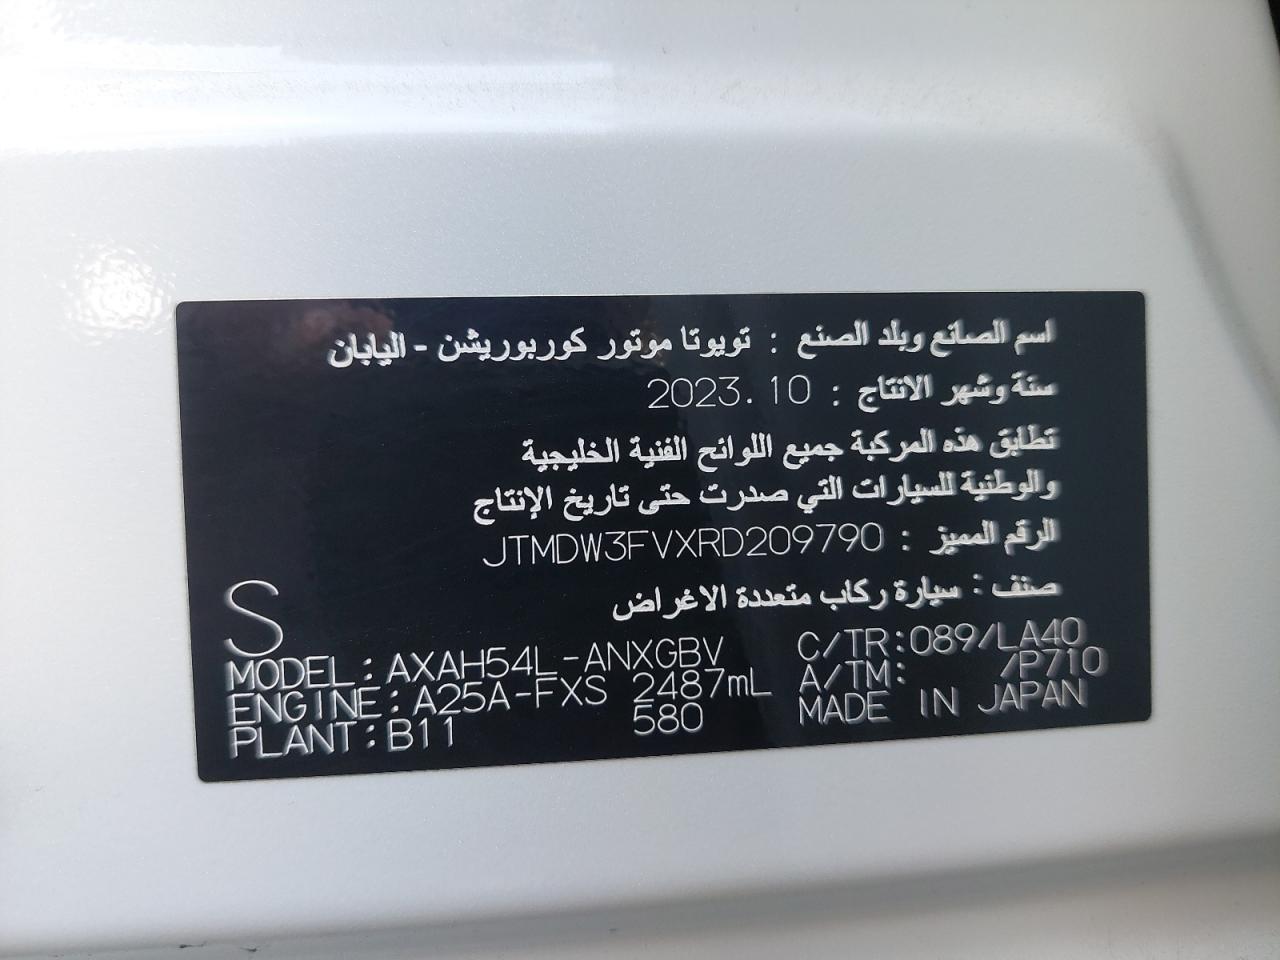 اسم الصانع وبلد الصنع : تويوتا موتور كوربوريشن - اليابان
سنة وشهر الانتاج : 2023.10
تطابق هذه المركبة جميع اللوائح الفنية الخليجية
والوطنية للسيارات التي صدرت حتى تاريخ الإنتاج
الرقم المميز : JTMDW3FVXRD209790
صنف : سيارة ركاب متعددة الاغراض
S
MODEL : AXAH54L-ANXGBV C/TR:089/LA40
ENGINE : A25A-FXS 2487mL A/TM: /P710
PLANT : B11 580 MADE IN JAPAN